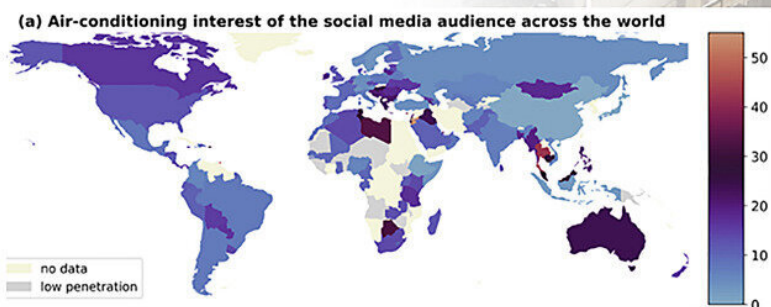 (a) Air-conditioning interest of the social media audience across the world
50
40
30
20
10
0
no data
low penetration